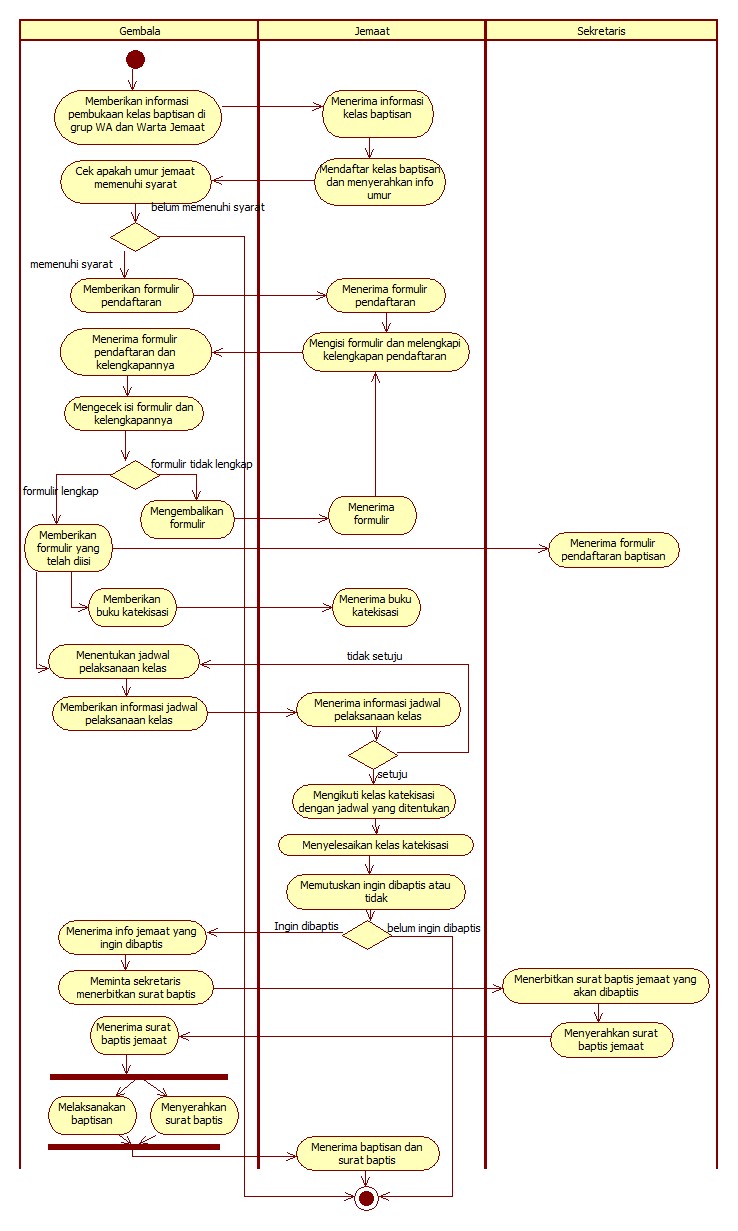 Gembala
Jemaat
Sekretaris
Memberikan informasi
pembukaan kelas baptisan di
grup WA dan Warta Jemaat
Menerima informasi
kelas baptisan
Cek apakah umur jemaat
memenuhi syarat
Mendaftar kelas baptisan
dan menyerahkan info
umur
belum memenuhi syarat
memenuhi syarat
Memberikan formulir
pendaftaran
Menerima formulir
pendaftaran
Menerima formulir
pendaftaran dan
kelengkapannya
Mengisi formulir dan melengkapi
kelengkapan pendaftaran
Mengecek isi formulir dan
kelengkapannya
formulir tidak lengkap
formulir lengkap
Mengembalikan
formulir
Menerima
formulir
Memberikan
formulir yang
telah diisi
Menerima formulir
pendaftaran baptisan
Memberikan
buku katekisasi
Menerima buku
katekisasi
Menentukan jadwal
pelaksanaan kelas
tidak setuju
Memberikan informasi jadwal
pelaksanaan kelas
Menerima informasi jadwal
pelaksanaan kelas
setuju
Mengikuti kelas katekisasi
dengan jadwal yang ditentukan
Menyelesaikan kelas katekisasi
Memutuskan ingin dibaptis atau
tidak
Ingin dibaptis
belum ingin dibaptis
Menerima info jemaat yang
ingin dibaptis
Meminta sekretaris
menerbitkan surat baptis
Menerbitkan surat baptis jemaat yang
akan dibaptiis
Menerima surat
baptis jemaat
Menyerahkan surat
baptis jemaat
Melaksanakan
baptisan
Menyerahkan
surat baptis
Menerima baptisan dan
surat baptis